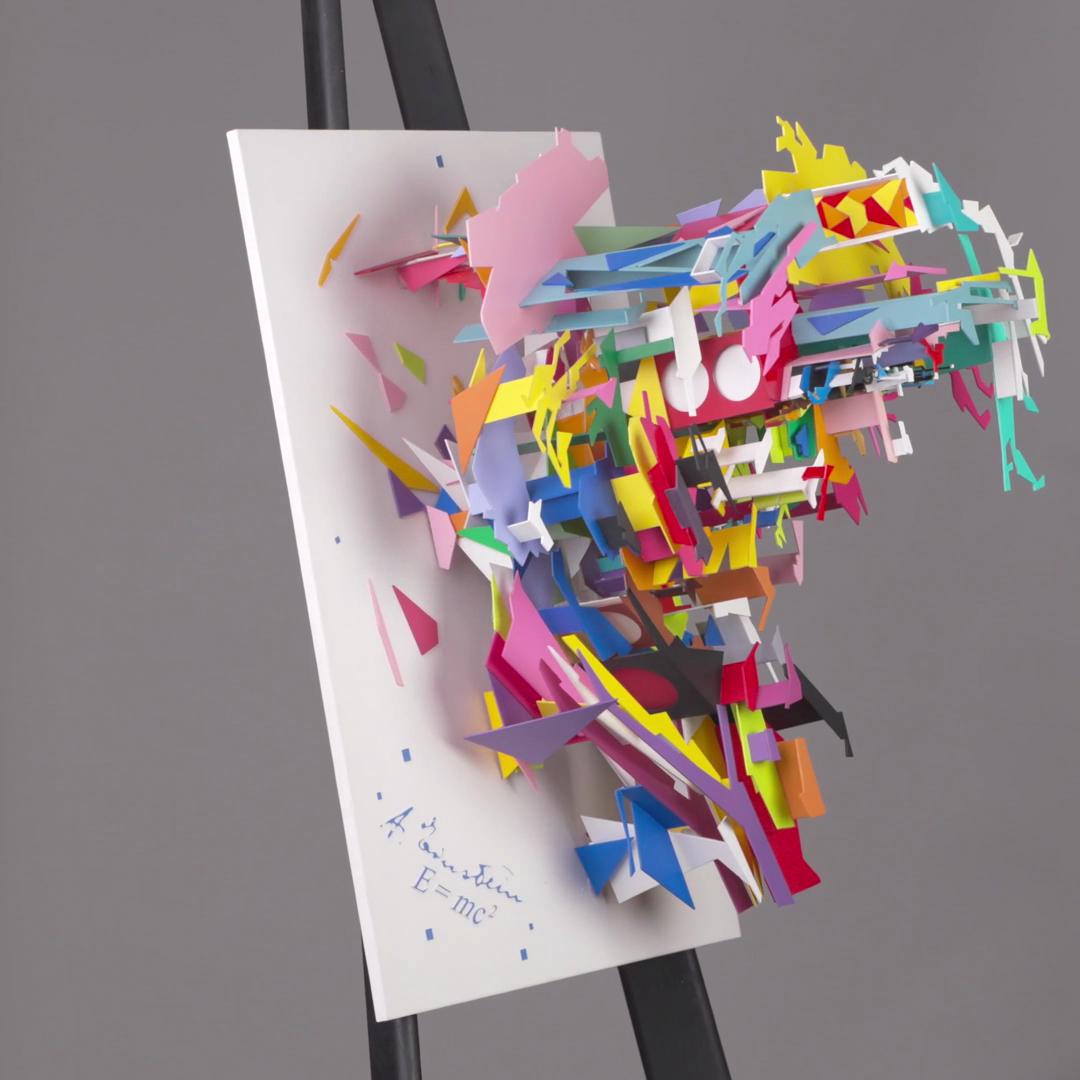 A. Einstein
E = mc²